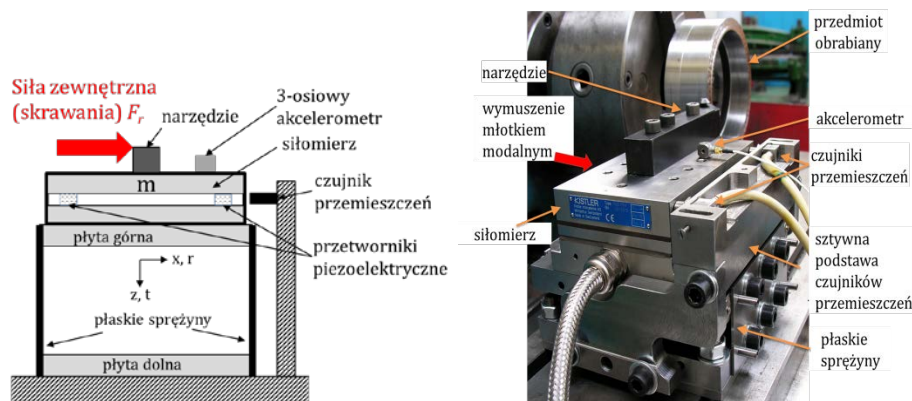 Siła zewnętrzna
(skrawania) Fr
narzędzie
3-osiowy
akcelerometr
siłomierz
m
czujnik
przemieszczeń
płyta górna
przetworniki
piezoelektryczne
x, r
z, t
płaskie sprężyny
płyta dolna
przedmiot
obrabiany
narzędzie
wymuszenie
młotkiem
modalnym
akcelerometr
czujniki
przemieszczeń
KISTLER
siłomierz
sztywna
podstawa
czujników
przemieszczeń
płaskie
sprężyny